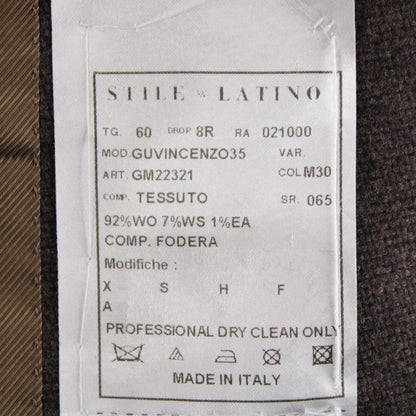 STILE LATINO
TG. 60 DROP 8R RA 021000
MOD. GUVINCENZO35 VAR.
ART. GM22321 COL M30
COMP. TESSUTO SR. 065
92%WO 7%WS 1%EA
COMP. FODERA
Modifiche :
X S H F
A
PROFESSIONAL DRY CLEAN ONLY
MADE IN ITALY